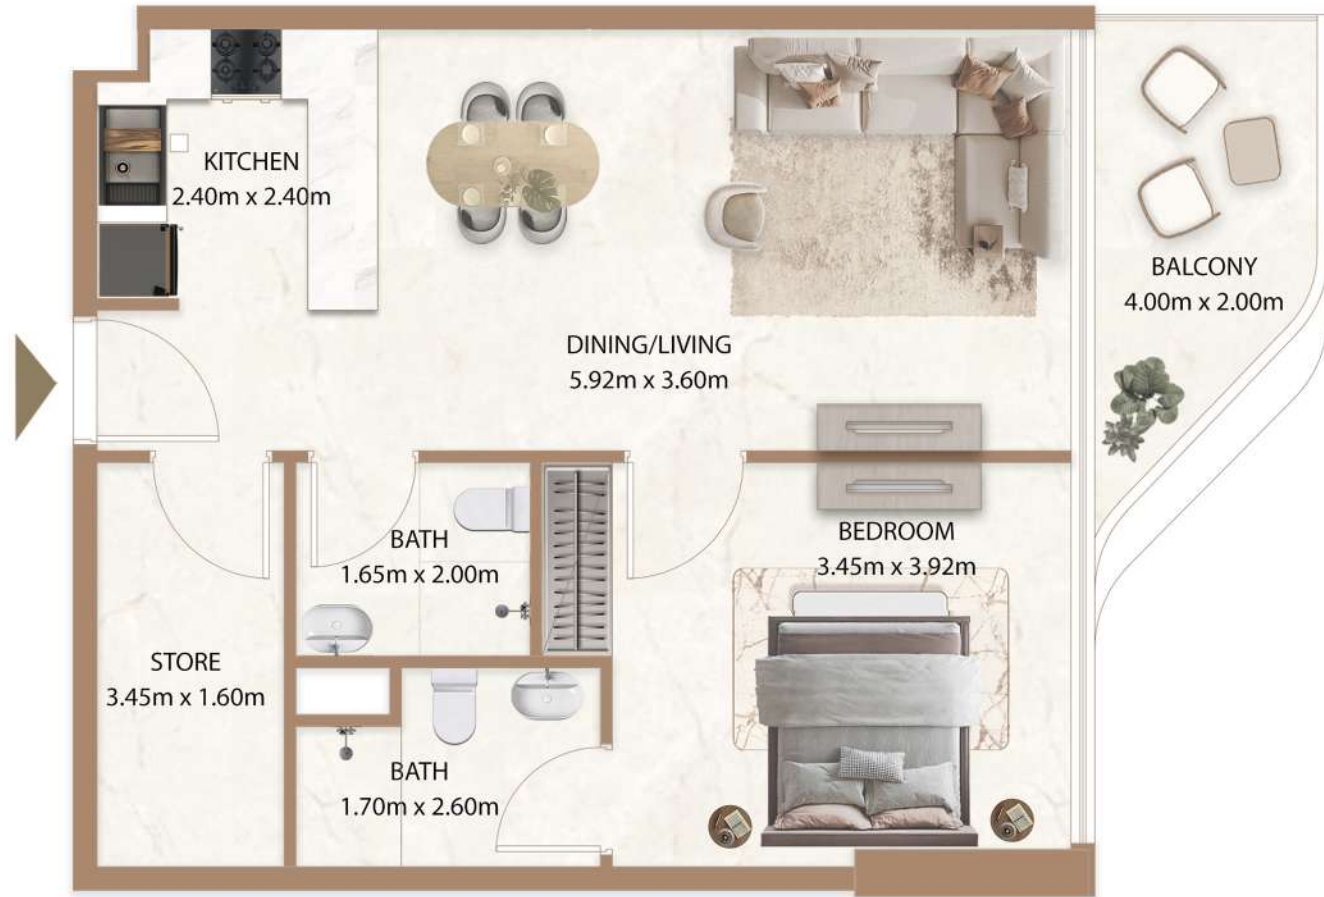 KITCHEN
2.40m x 2.40m
BALCONY
4.00m x 2.00m
DINING/LIVING
5.92m x 3.60m
BATH
1.65m x 2.00m
BEDROOM
3.45m x 3.92m
STORE
3.45m x 1.60m
BATH
1.70m x 2.60m